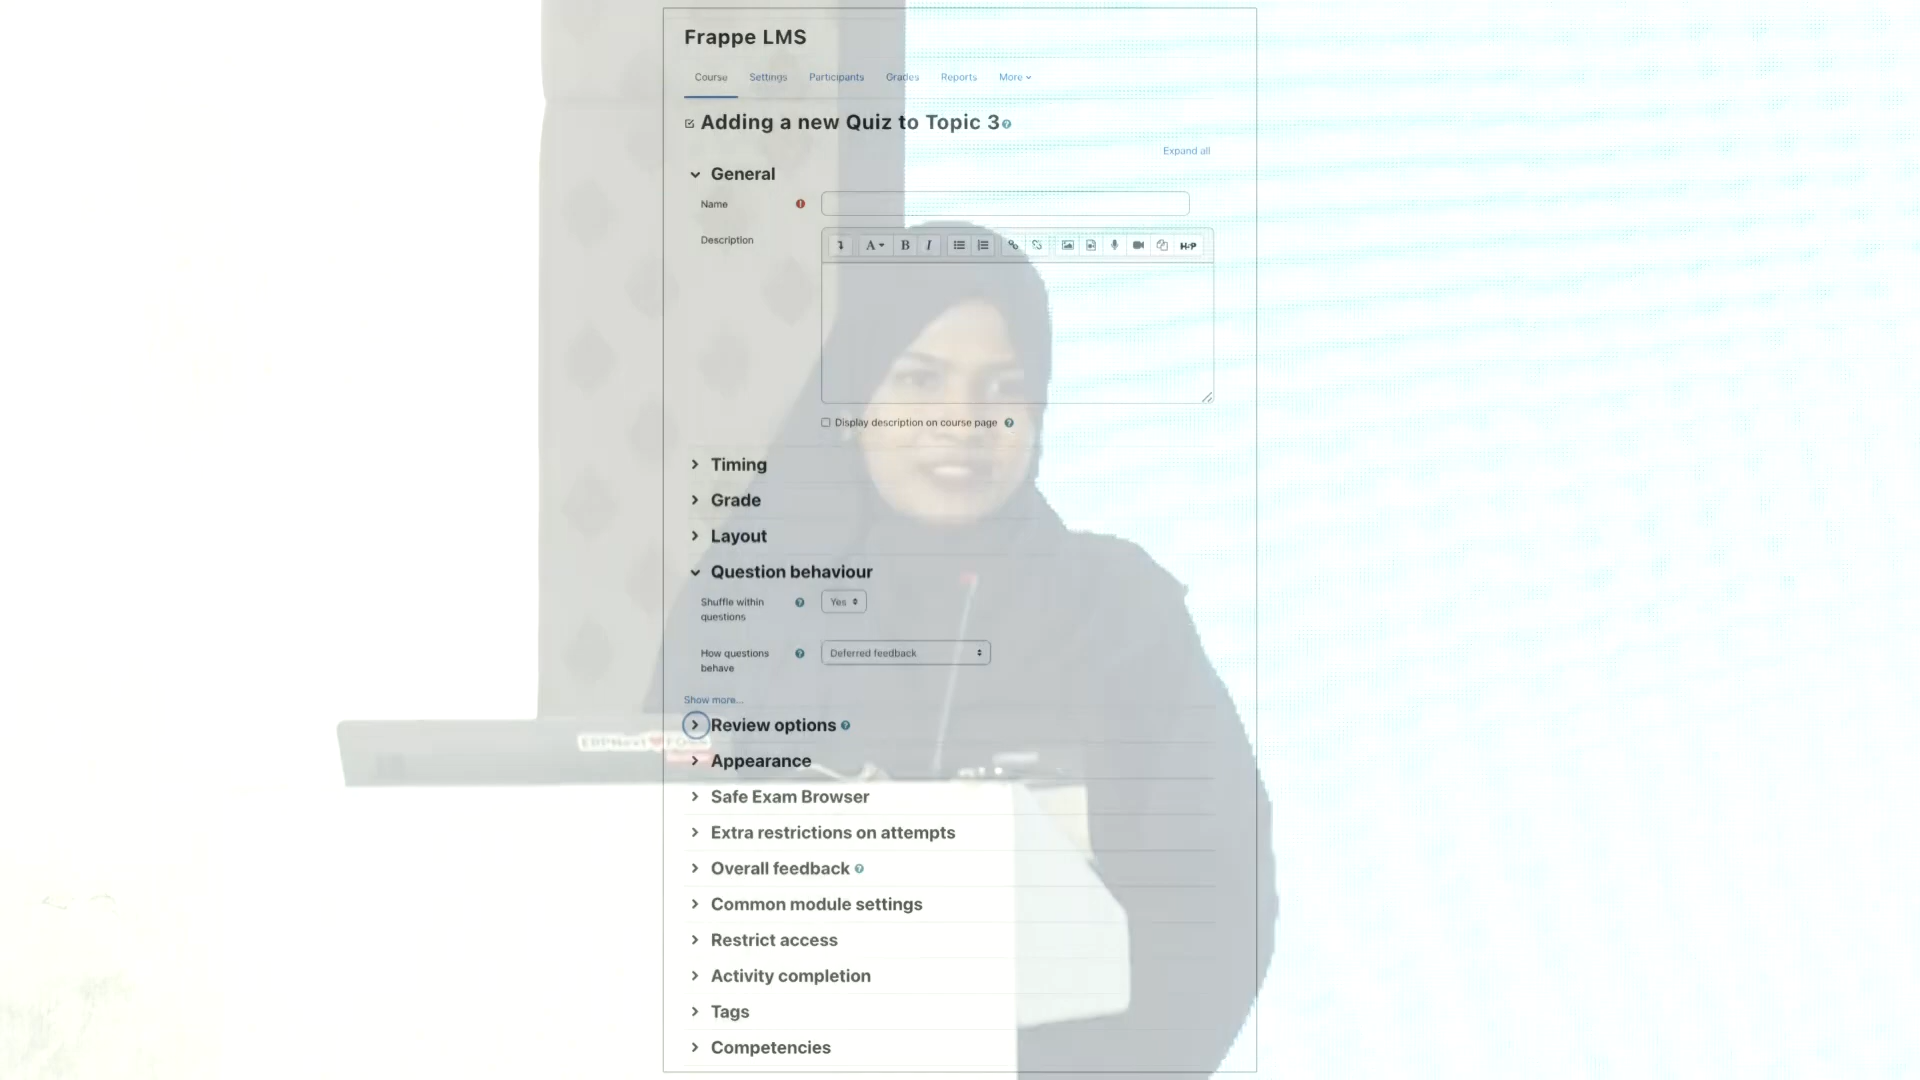 Frappe LMS
Course Settings Participants Grades Reports More
Adding a new Quiz to Topic 3
Expand all
General
Name
Description
A B I H-P
Display description on course page
Timing
Grade
Layout
Question behaviour
Shuffle within questions Yes
How questions behave Deferred feedback
Show more...
Review options
ERPNext FOSS
Appearance
Safe Exam Browser
Extra restrictions on attempts
Overall feedback
Common module settings
Restrict access
Activity completion
Tags
Competencies